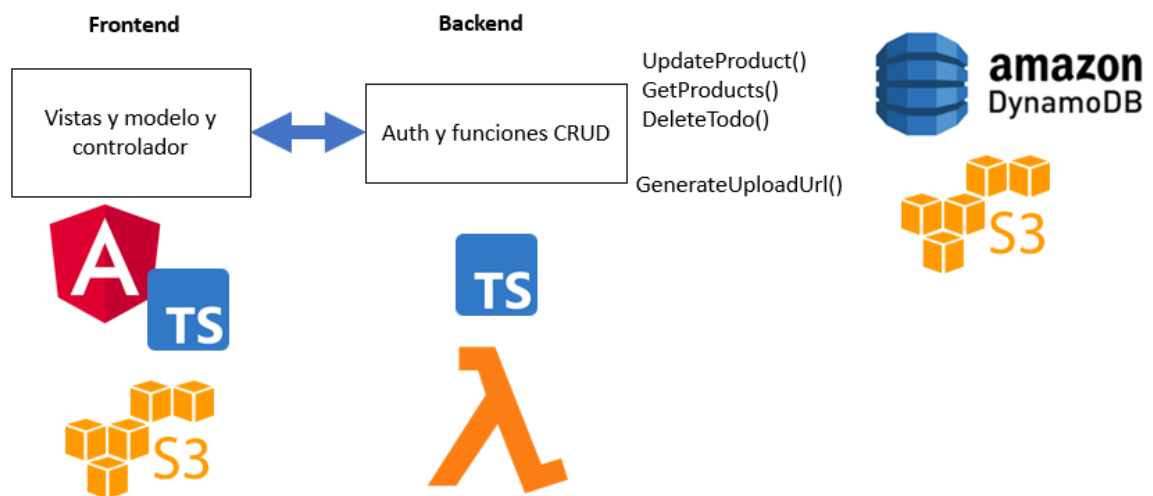 Frontend
Backend
Vistas y modelo y
controlador
Auth y funciones CRUD
UpdateProduct()
GetProducts()
DeleteTodo()
GenerateUploadUrl()
amazon
DynamoDB
S3
A
TS
TS
S3